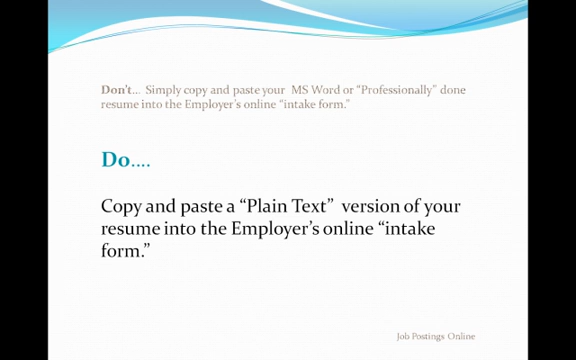 Don't... Simply copy and paste your  MS Word or “Professionally” done
resume into the Employer's online “intake form.”
Do....
Copy and paste a “Plain Text”  version of your
resume into the Employer's online “intake
form.”
Job Postings Online